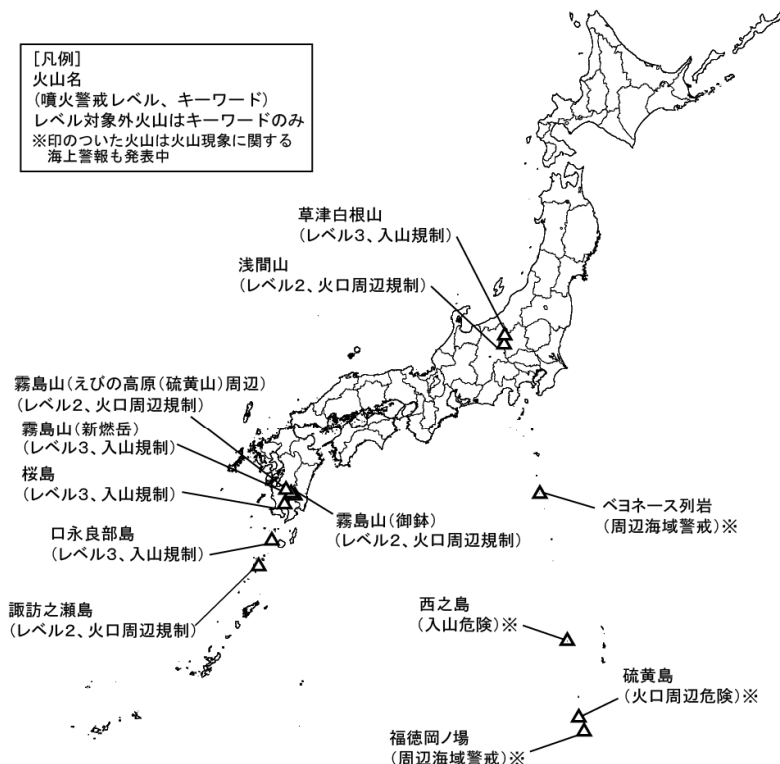 [凡例]
火山名
(噴火警戒レベル、キーワード)
レベル対象外火山はキーワードのみ
※印のついた火山は火山現象に関する
海上警報も発表中
草津白根山
(レベル3、入山規制)
浅間山
(レベル2、火口周辺規制)
霧島山(えびの高原(硫黄山)周辺)
(レベル2、火口周辺規制)
霧島山(新燃岳)
(レベル3、入山規制)
桜島
(レベル3、入山規制)
口永良部島
(レベル3、入山規制)
諏訪之瀬島
(レベル2、火口周辺規制)
霧島山(御鉢)
(レベル2、火口周辺規制)
ベヨネース列岩
(周辺海域警戒)※
西之島
(入山危険)※
硫黄島
(火口周辺危険)※
福徳岡ノ場
(周辺海域警戒)※